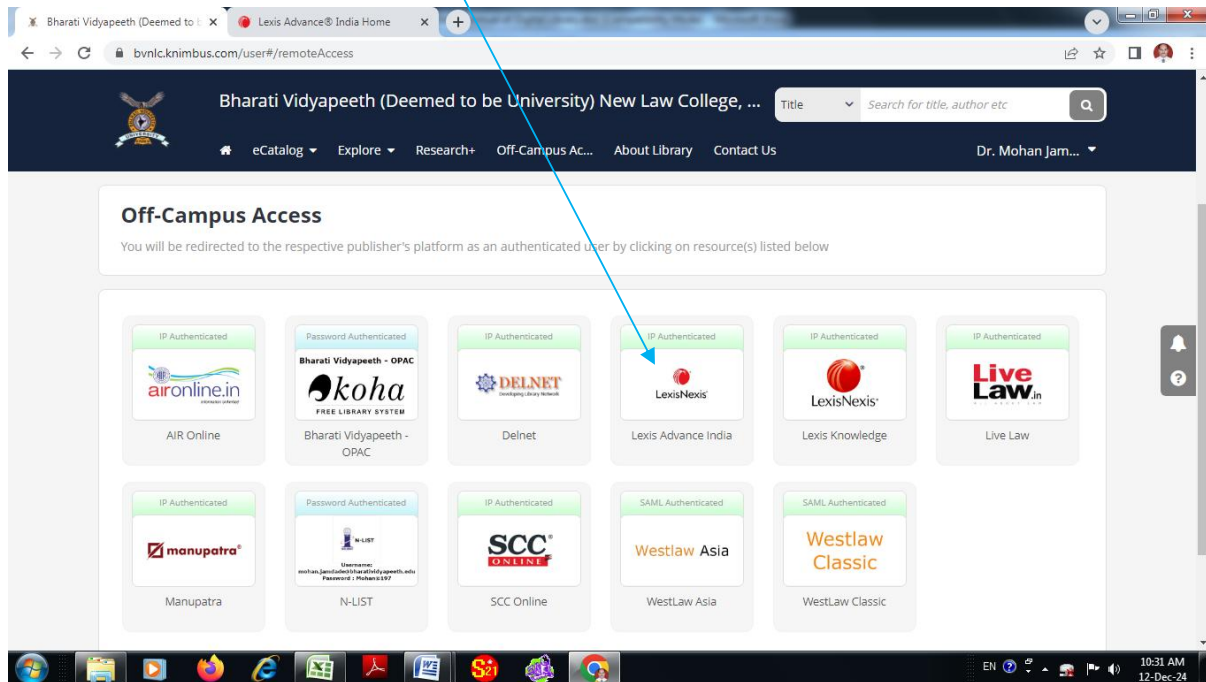 Bharati Vidyapeeth (Deemed to b
Lexis Advance® India Home
bvnlc.knimbus.com/user#/remoteAccess
Bharati Vidyapeeth (Deemed to be University) New Law College, ...
Title
Search for title, author etc
eCatalog
Explore
Research+
Off-Campus Ac...
About Library
Contact Us
Dr. Mohan Jam...
Off-Campus Access
You will be redirected to the respective publisher's platform as an authenticated user by clicking on resource(s) listed below
IP Authenticated
aironline.in
AIR Online
Password Authenticated
Bharati Vidyapeeth - OPAC
koha
FREE LIBRARY SYSTEM
Bharati Vidyapeeth -
OPAC
IP Authenticated
DELNET
Developing Library Network
Delnet
IP Authenticated
LexisNexis®
Lexis Advance India
IP Authenticated
LexisNexis®
Lexis Knowledge
IP Authenticated
Live
Law.in
Live Law
IP Authenticated
manupatra®
Manupatra
Password Authenticated
N-LIST
Username:
mohan.jamdade@bharatividyapeeth.edu
Password :
N-LIST
IP Authenticated
SCC®
ONLINE
SCC Online
SAML Authenticated
Westlaw Asia
WestLaw Asia
SAML Authenticated
Westlaw
Classic
WestLaw Classic
EN
10:31 AM
12-Dec-24